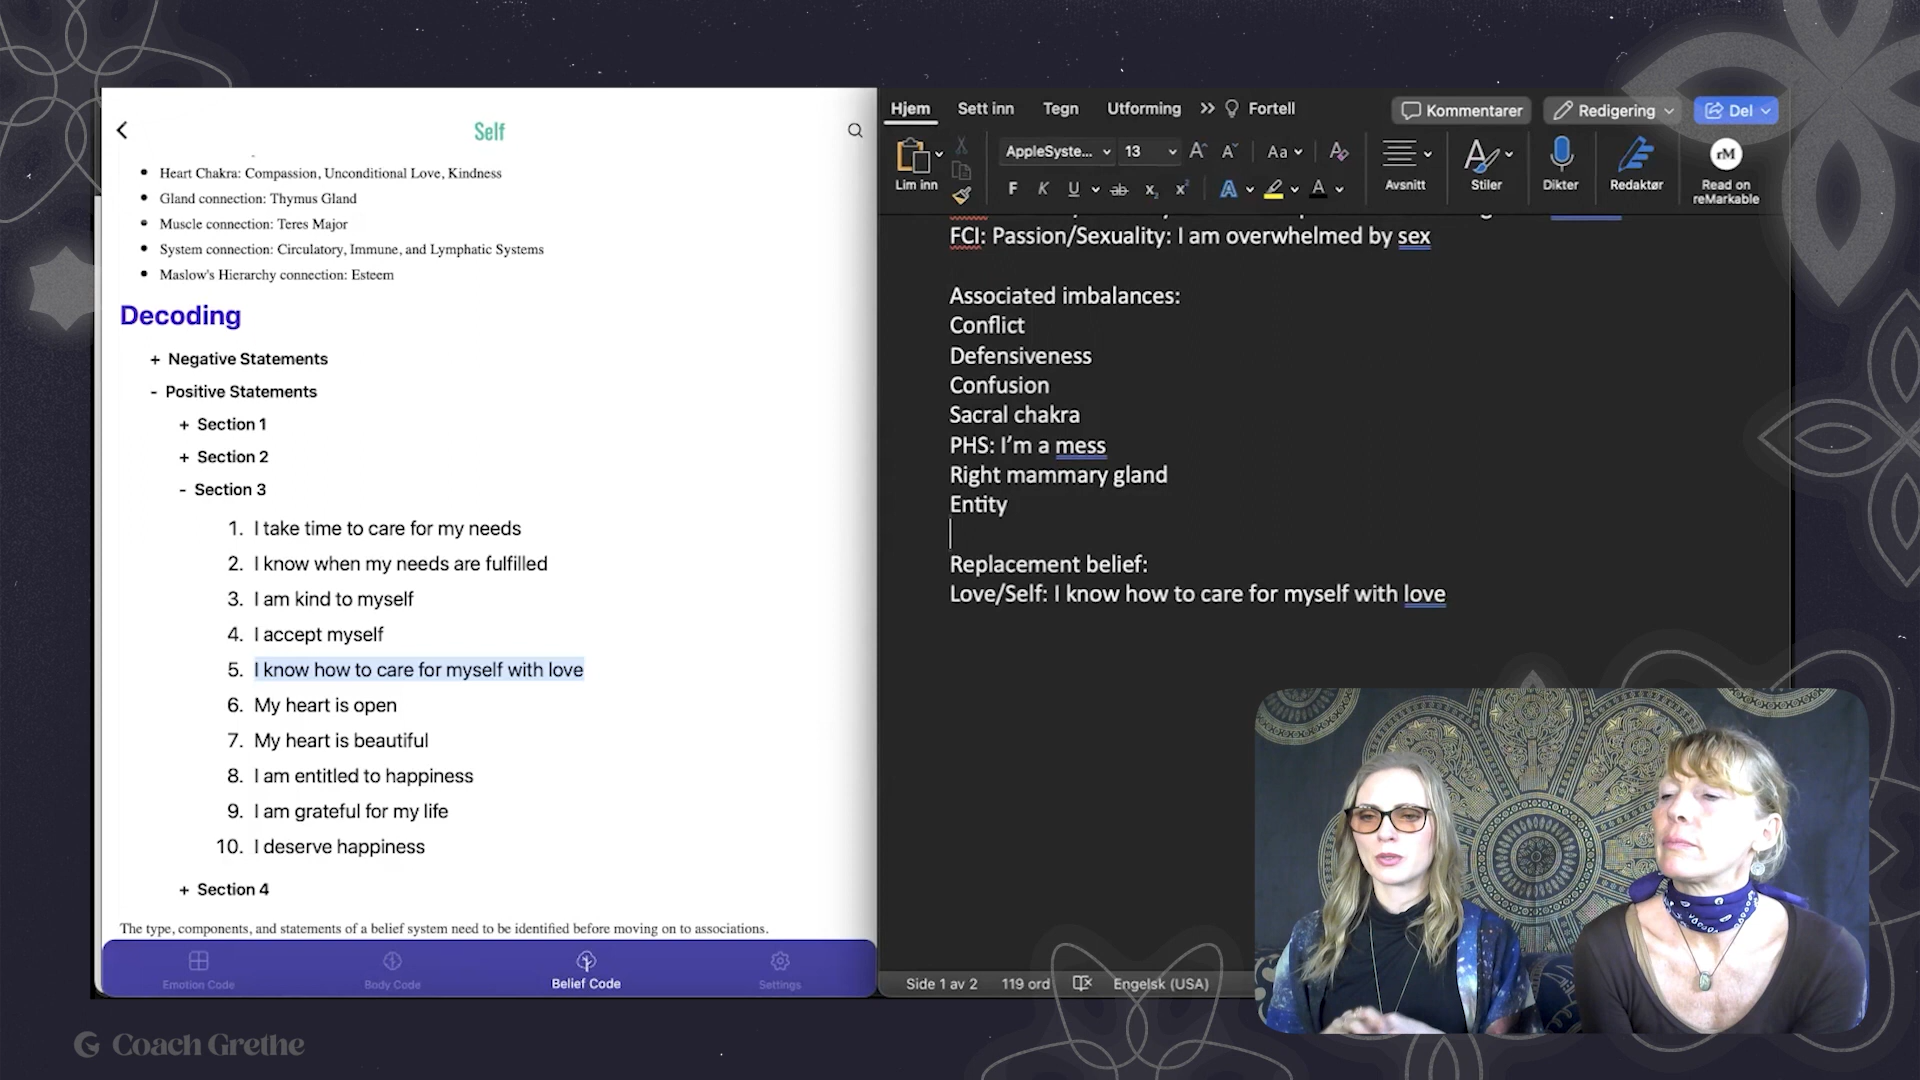 Self
Heart Chakra: Compassion, Unconditional Love, Kindness
Gland connection: Thymus Gland
Muscle connection: Teres Major
System connection: Circulatory, Immune, and Lymphatic Systems
Maslow's Hierarchy connection: Esteem
Decoding
+ Negative Statements
- Positive Statements
+ Section 1
+ Section 2
- Section 3
1. I take time to care for my needs
2. I know when my needs are fulfilled
3. I am kind to myself
4. I accept myself
5. I know how to care for myself with love
6. My heart is open
7. My heart is beautiful
8. I am entitled to happiness
9. I am grateful for my life
10. I deserve happiness
+ Section 4
The type, components, and statements of a belief system need to be identified before moving on to associations.
Emotion Code Body Code Belief Code Settings
Hjem Sett inn Tegn Utforming Fortell Kommentarer Redigering Del
AppleSyste... 13 Aa
Lim inn F K U ab x A A Avsnitt Stiler Dikter Redaktør rM Read on reMarkable
FCI: Passion/Sexuality: I am overwhelmed by sex
Associated imbalances:
Conflict
Defensiveness
Confusion
Sacral chakra
PHS: I'm a mess
Right mammary gland
Entity
Replacement belief:
Love/Self: I know how to care for myself with love
Side 1 av 2 119 ord Engelsk (USA)
Coach Grethe